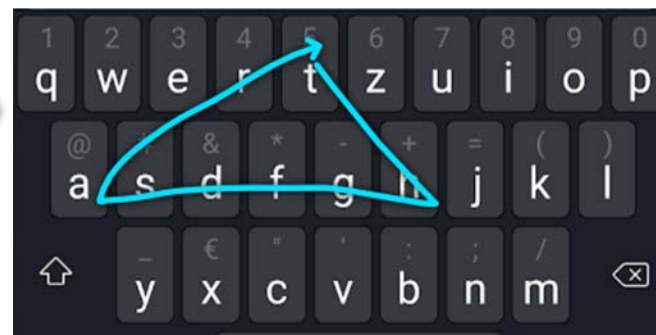 1 2 3 4 5 6 7 8 9 0
q w e r t z u i o p
@ # & * - + = ( )
a s d f g h j k l
_ € " ' : ; /
y x c v b n m